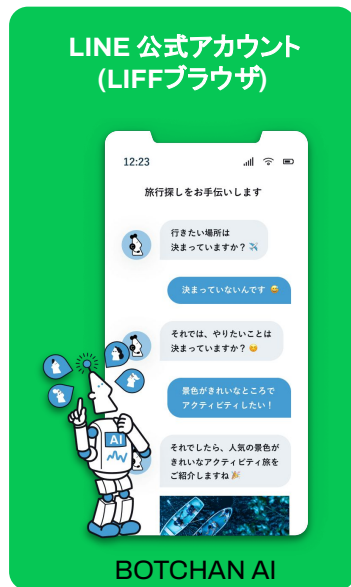 LINE 公式アカウント
(LIFFブラウザ)
12:23
旅行探しをお手伝いします
行きたい場所は
決まっていますか？✈️
決まっていないんです 😄
それでは、やりたいことは
決まっていますか？😊
景色がきれいなところで
アクティビティしたい！
それでしたら、人気の景色が
きれいなアクティビティ旅を
ご紹介しますね🎉
AI
BOTCHAN AI